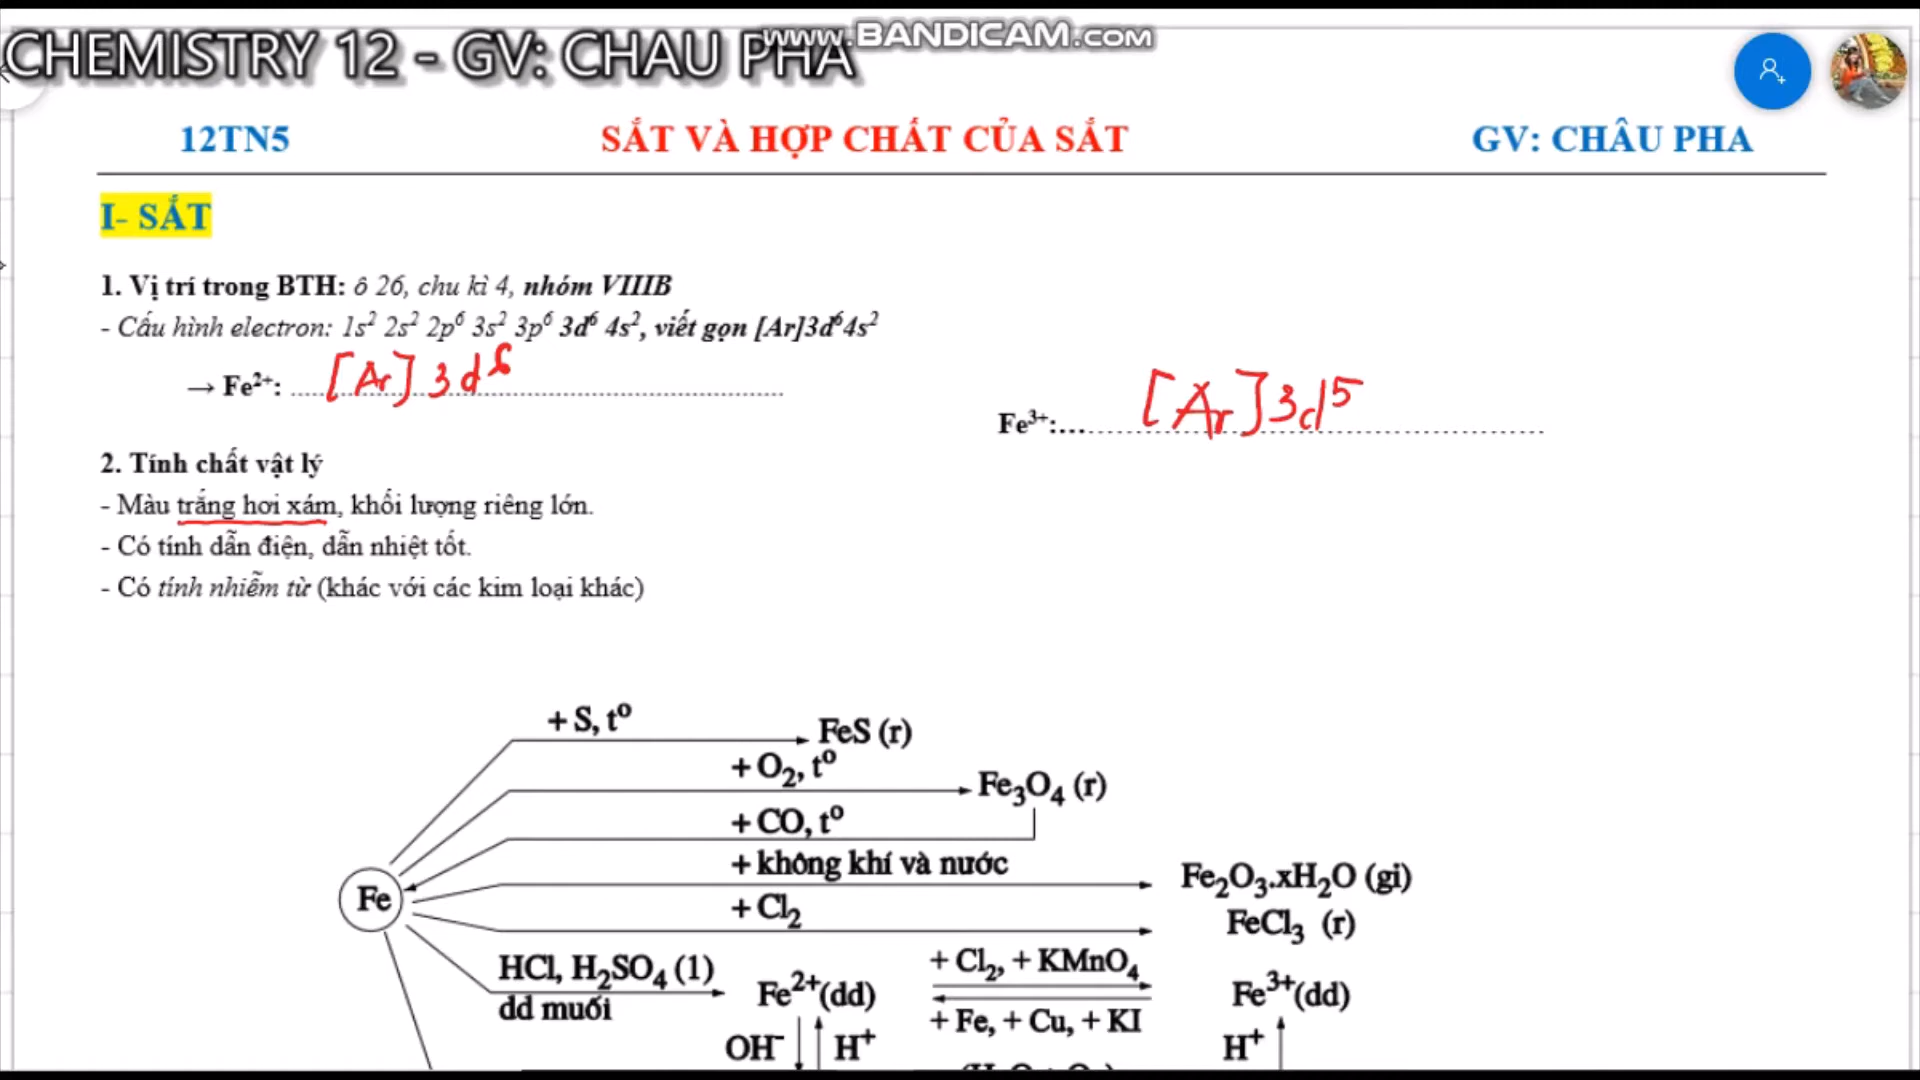 www.BANDICAM.com
CHEMISTRY 12 - GV: CHAU PHA
12TN5 SẮT VÀ HỢP CHẤT CỦA SẮT GV: CHÂU PHA
I- SẮT
1. Vị trí trong BTH: ô 26, chu kì 4, nhóm VIIIB
- Cấu hình electron: 1s² 2s² 2p⁶ 3s² 3p⁶ 3d⁶ 4s², viết gọn [Ar]3d⁶4s²
→ Fe²⁺: [Ar] 3d⁶
Fe³⁺:... [Ar] 3d⁵
2. Tính chất vật lý
- Màu trắng hơi xám, khối lượng riêng lớn.
- Có tính dẫn điện, dẫn nhiệt tốt.
- Có tính nhiễm từ (khác với các kim loại khác)
+ S, t⁰
FeS (r)
+ O₂, t⁰
Fe₃O₄ (r)
+ CO, t⁰
+ không khí và nước
Fe₂O₃.xH₂O (gi)
Fe
+ Cl₂
FeCl₃ (r)
HCl, H₂SO₄ (1)
dd muối
Fe²⁺(dd)
+ Cl₂, + KMnO₄
+ Fe, + Cu, + KI
Fe³⁺(dd)
OH⁻ H⁺
H⁺